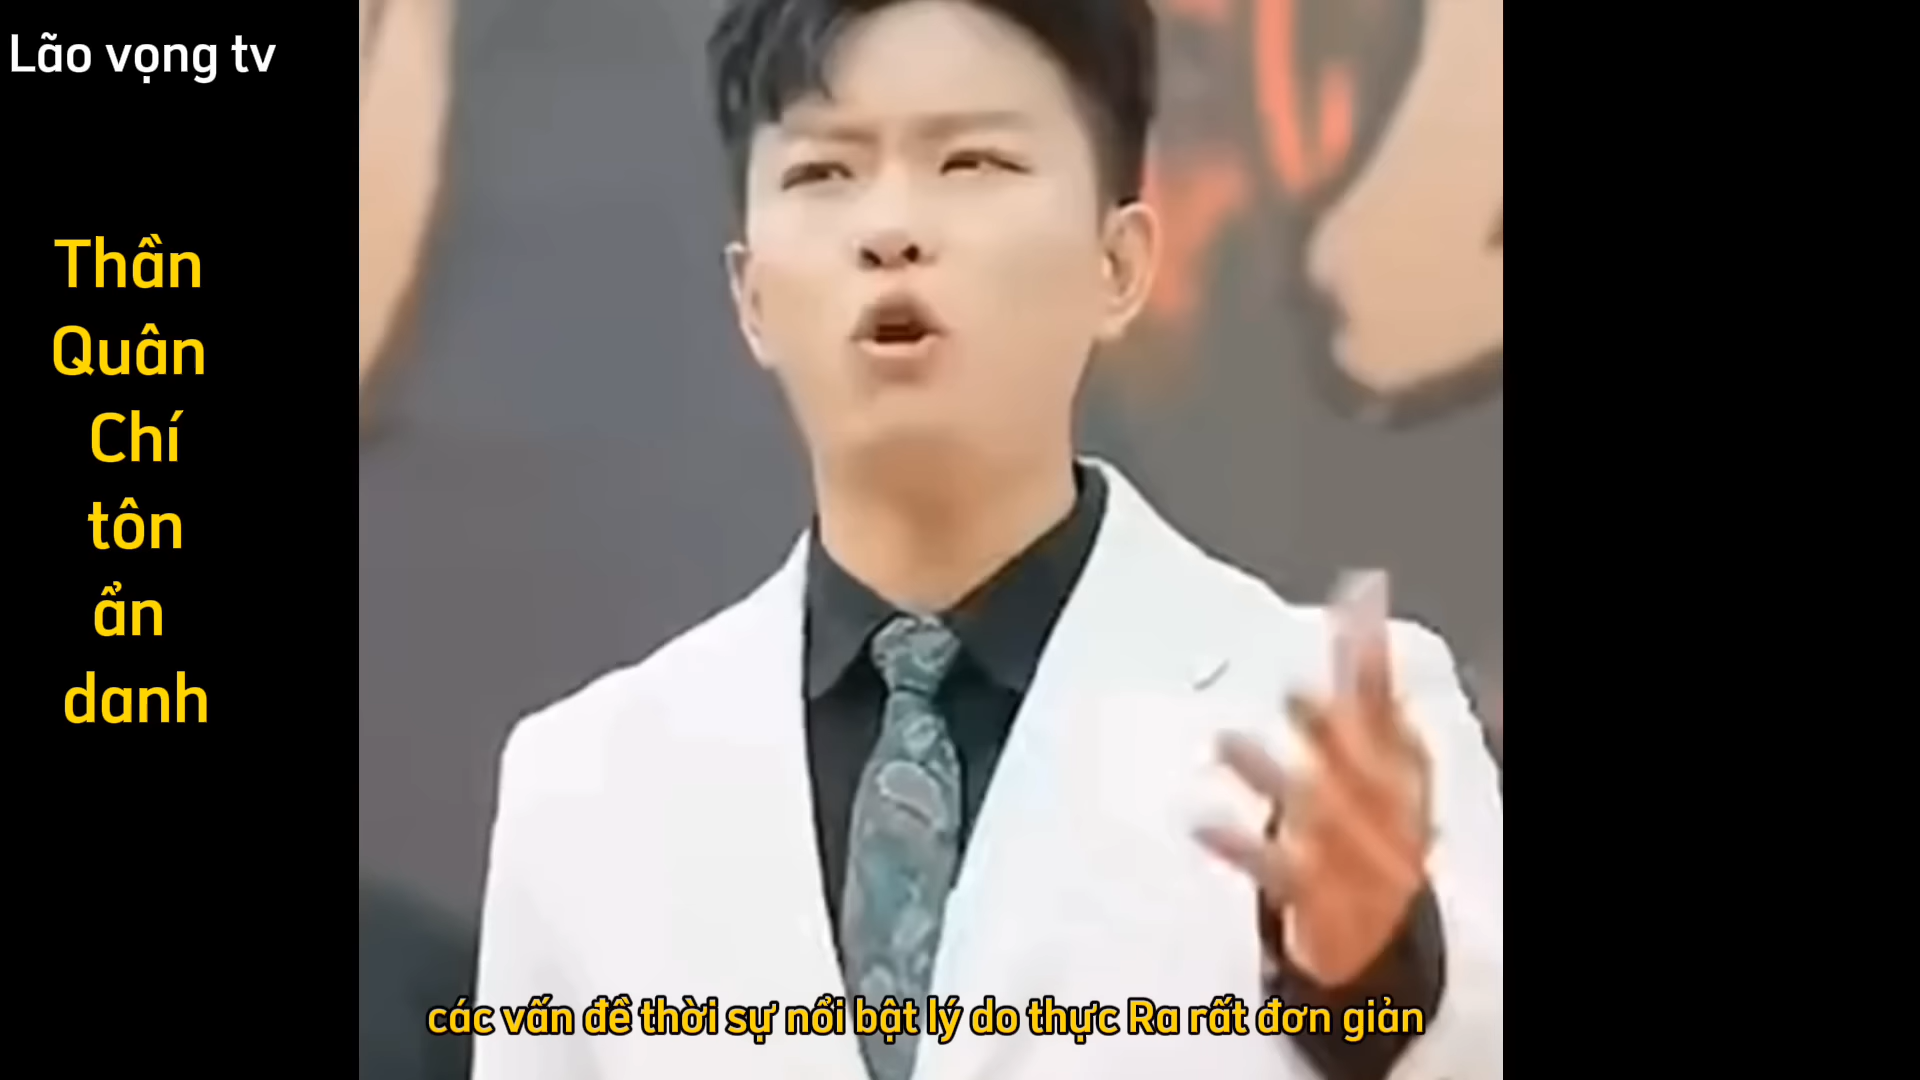 Lão vọng tv
Thần
Quân
Chí
tôn
ẩn
danh
các vấn đề thời sự nổi bật lý do thực Ra rất đơn giản